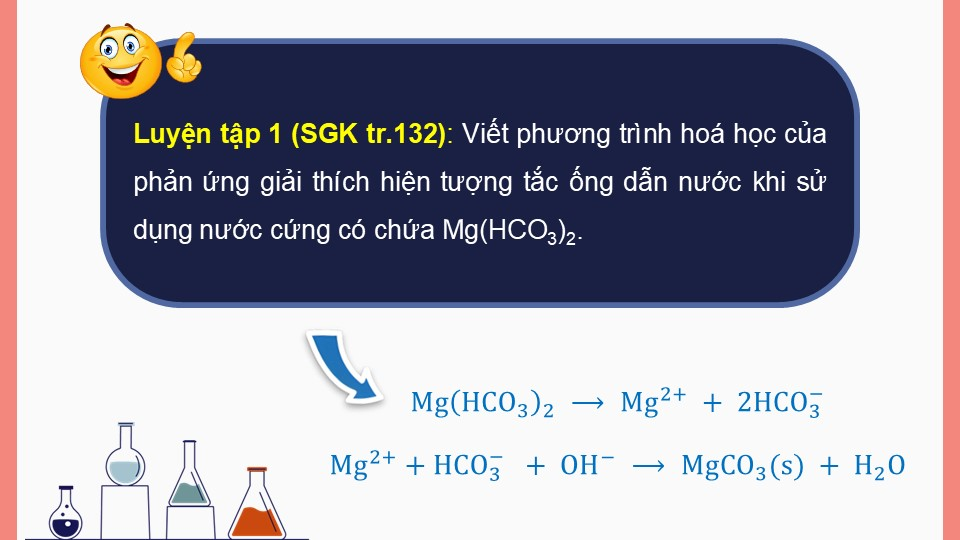 Luyện tập 1 (SGK tr.132): Viết phương trình hoá học của
phản ứng giải thích hiện tượng tắc ống dẫn nước khi sử
dụng nước cứng có chứa Mg(HCO₃)₂.
Mg(HCO₃)₂ ⟶ Mg²⁺ + 2HCO₃⁻
Mg²⁺ + HCO₃⁻ + OH⁻ ⟶ MgCO₃(s) + H₂O